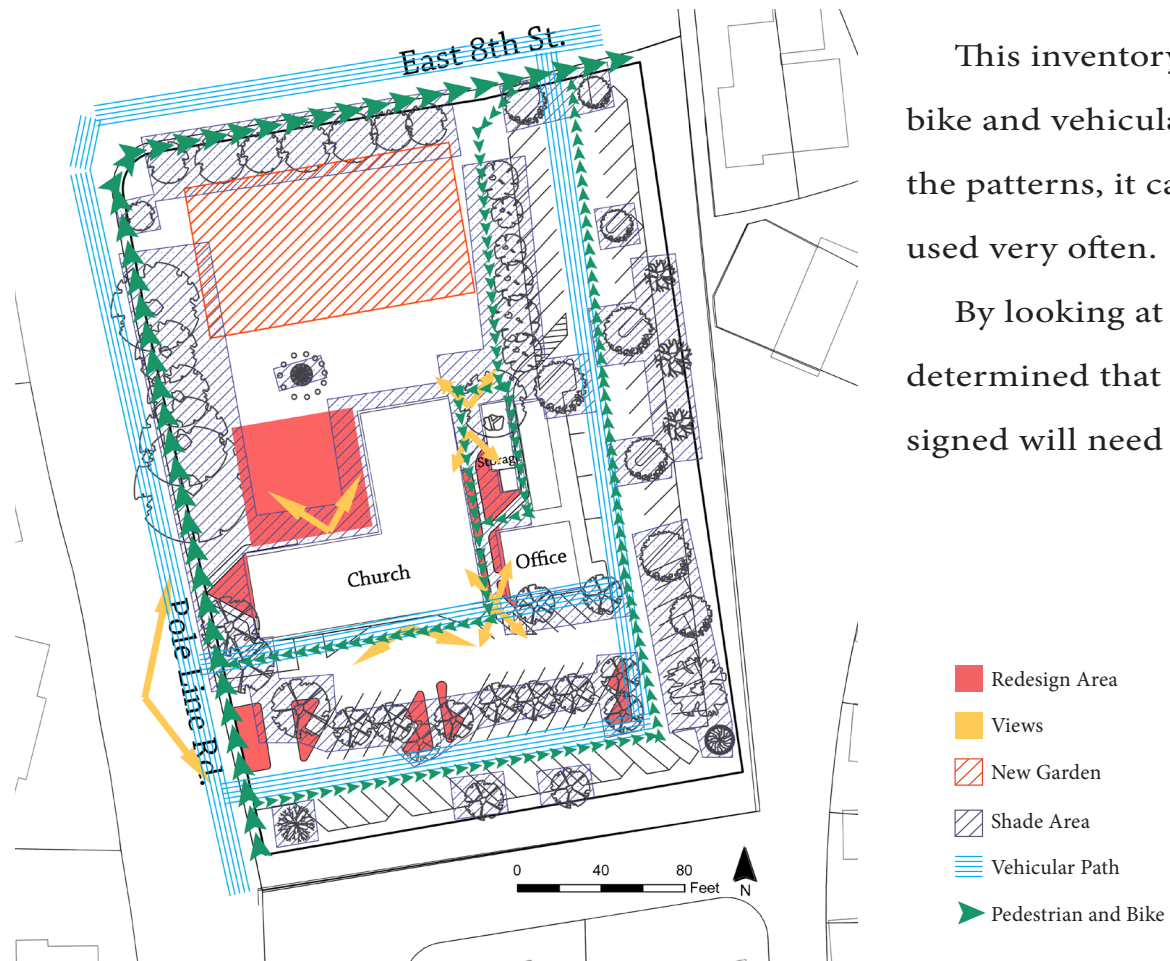 East 8th St.
This inventory
bike and vehicula
the patterns, it ca
used very often.
By looking at
determined that
signed will need
Storage
Office
Church
Pole Line Rd.
Redesign Area
Views
New Garden
Shade Area
Vehicular Path
Pedestrian and Bike
0 40 80
Feet
N